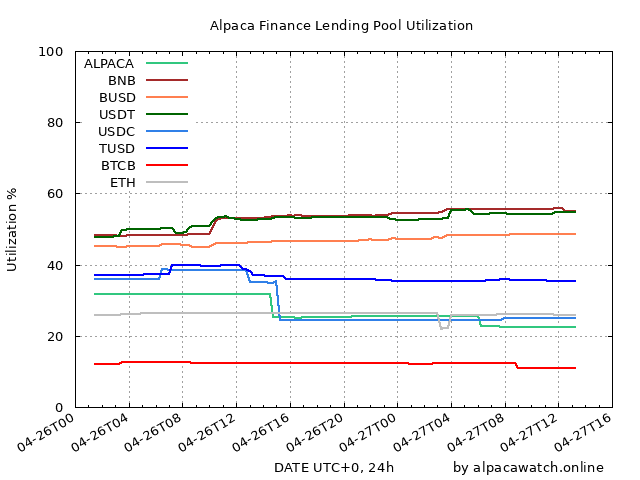 Alpaca Finance Lending Pool Utilization
100
80
60
40
20
0
Utilization %
ALPACA
BNB
BUSD
USDT
USDC
TUSD
BTCB
ETH
04-26T00
04-26T04
04-26T08
04-26T12
04-26T16
04-26T20
04-27T00
04-27T04
04-27T08
04-27T12
04-27T16
DATE UTC+0, 24h
by alpacawatch.online